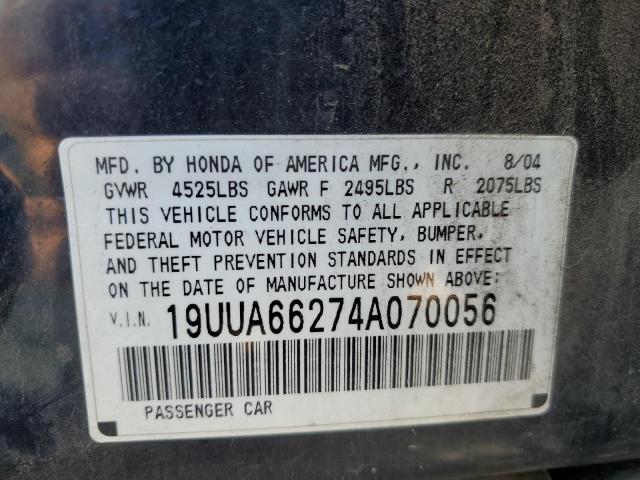 MFD. BY HONDA OF AMERICA MFG., INC. 8/04
GVWR 4525LBS GAWR F 2495LBS R 2075LBS
THIS VEHICLE CONFORMS TO ALL APPLICABLE
FEDERAL MOTOR VEHICLE SAFETY, BUMPER,
AND THEFT PREVENTION STANDARDS IN EFFECT
ON THE DATE OF MANUFACTURE SHOWN ABOVE:
V.I.N. 19UUA66274A070056
PASSENGER CAR